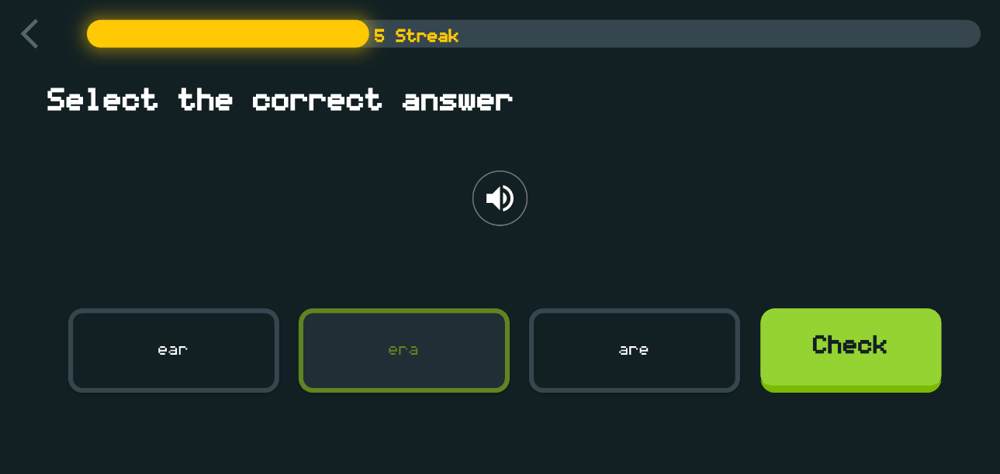 5 Streak
Select the correct answer
ear
era
are
Check